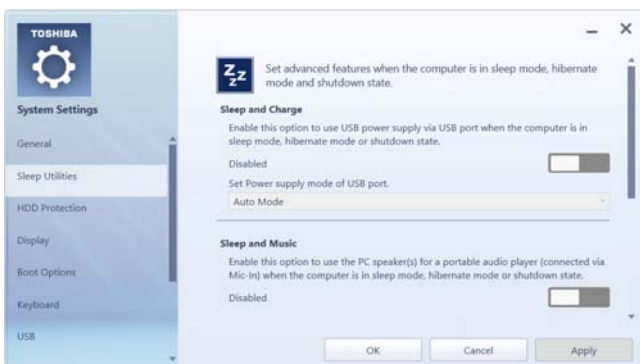 TOSHIBA
System Settings
General
Sleep Utilities
HDD Protection
Display
Boot Options
Keyboard
USB
Z Z Z
Set advanced features when the computer is in sleep mode, hibernate
mode and shutdown state.
Sleep and Charge
Enable this option to use USB power supply via USB port when the computer is in
sleep mode, hibernate mode or shutdown state.
Disabled
Set Power supply mode of USB port.
Auto Mode
Sleep and Music
Enable this option to use the PC speaker(s) for a portable audio player (connected via
Mic-In) when the computer is in sleep mode, hibernate mode or shutdown state.
Disabled
OK
Cancel
Apply